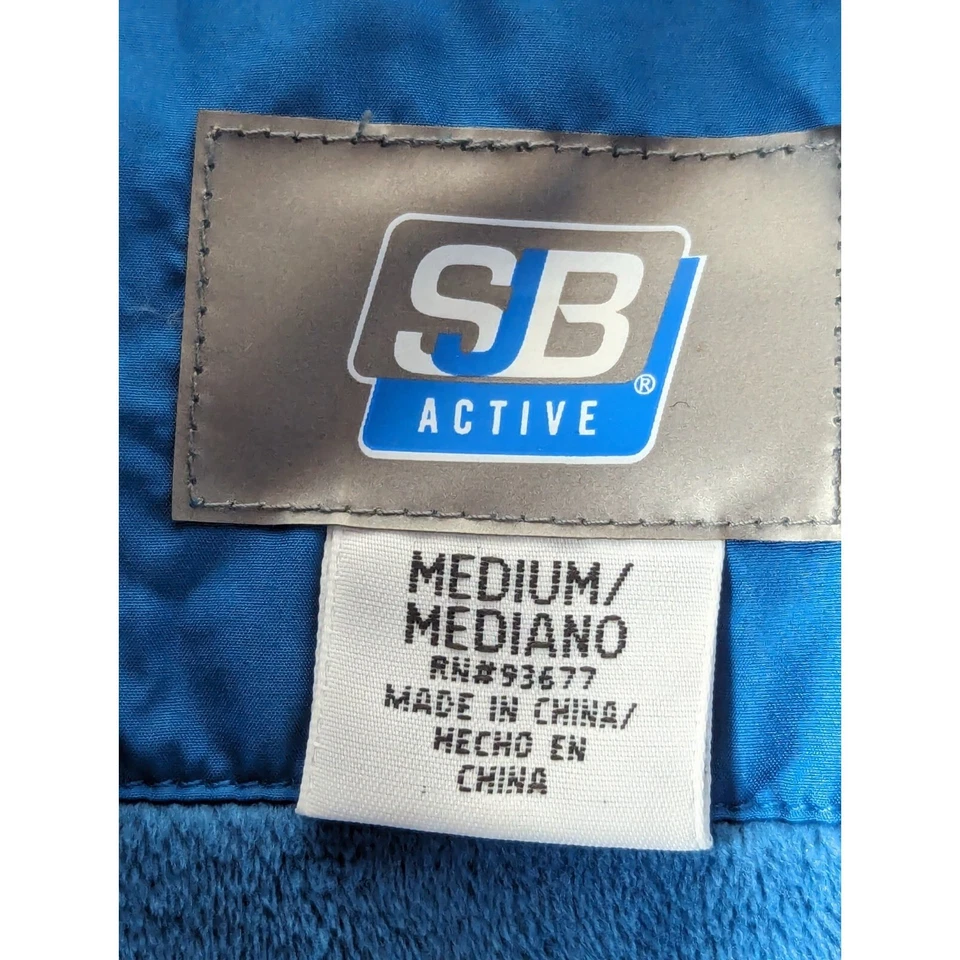 SJB
®
ACTIVE
MEDIUM/
MEDIANO
RN#93677
MADE IN CHINA/
HECHO EN
CHINA